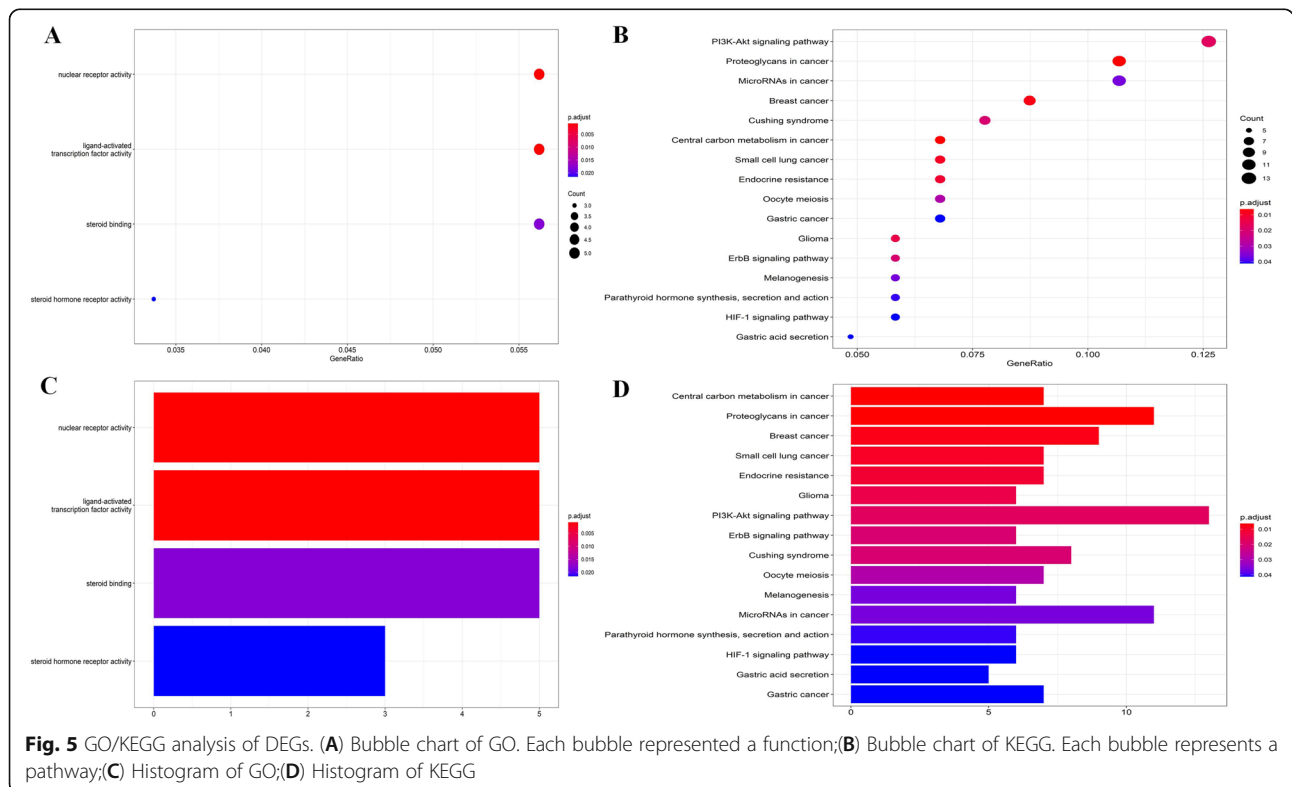 A
nuclear receptor activity
ligand-activated
transcription factor activity
steroid binding
steroid hormone receptor activity
0.035
0.040
0.045
0.050
0.055
GeneRatio
p.adjust
0.005
0.010
0.015
0.020
Count
3.0
3.5
4.0
4.5
5.0
B
PI3K-Akt signaling pathway
Proteoglycans in cancer
MicroRNAs in cancer
Breast cancer
Cushing syndrome
Central carbon metabolism in cancer
Small cell lung cancer
Endocrine resistance
Oocyte meiosis
Gastric cancer
Glioma
ErbB signaling pathway
Melanogenesis
Parathyroid hormone synthesis, secretion and action
HIF-1 signaling pathway
Gastric acid secretion
0.050
0.075
0.100
0.125
GeneRatio
Count
5
7
9
11
13
p.adjust
0.01
0.02
0.03
0.04
C
nuclear receptor activity
ligand-activated
transcription factor activity
steroid binding
steroid hormone receptor activity
0
1
2
3
4
5
p.adjust
0.005
0.010
0.015
0.020
D
Central carbon metabolism in cancer
Proteoglycans in cancer
Breast cancer
Small cell lung cancer
Endocrine resistance
Glioma
PI3K-Akt signaling pathway
ErbB signaling pathway
Cushing syndrome
Oocyte meiosis
Melanogenesis
MicroRNAs in cancer
Parathyroid hormone synthesis, secretion and action
HIF-1 signaling pathway
Gastric acid secretion
Gastric cancer
0
5
10
p.adjust
0.01
0.02
0.03
0.04
Fig. 5 GO/KEGG analysis of DEGs. (A) Bubble chart of GO. Each bubble represented a function;(B) Bubble chart of KEGG. Each bubble represents a
pathway;(C) Histogram of GO;(D) Histogram of KEGG